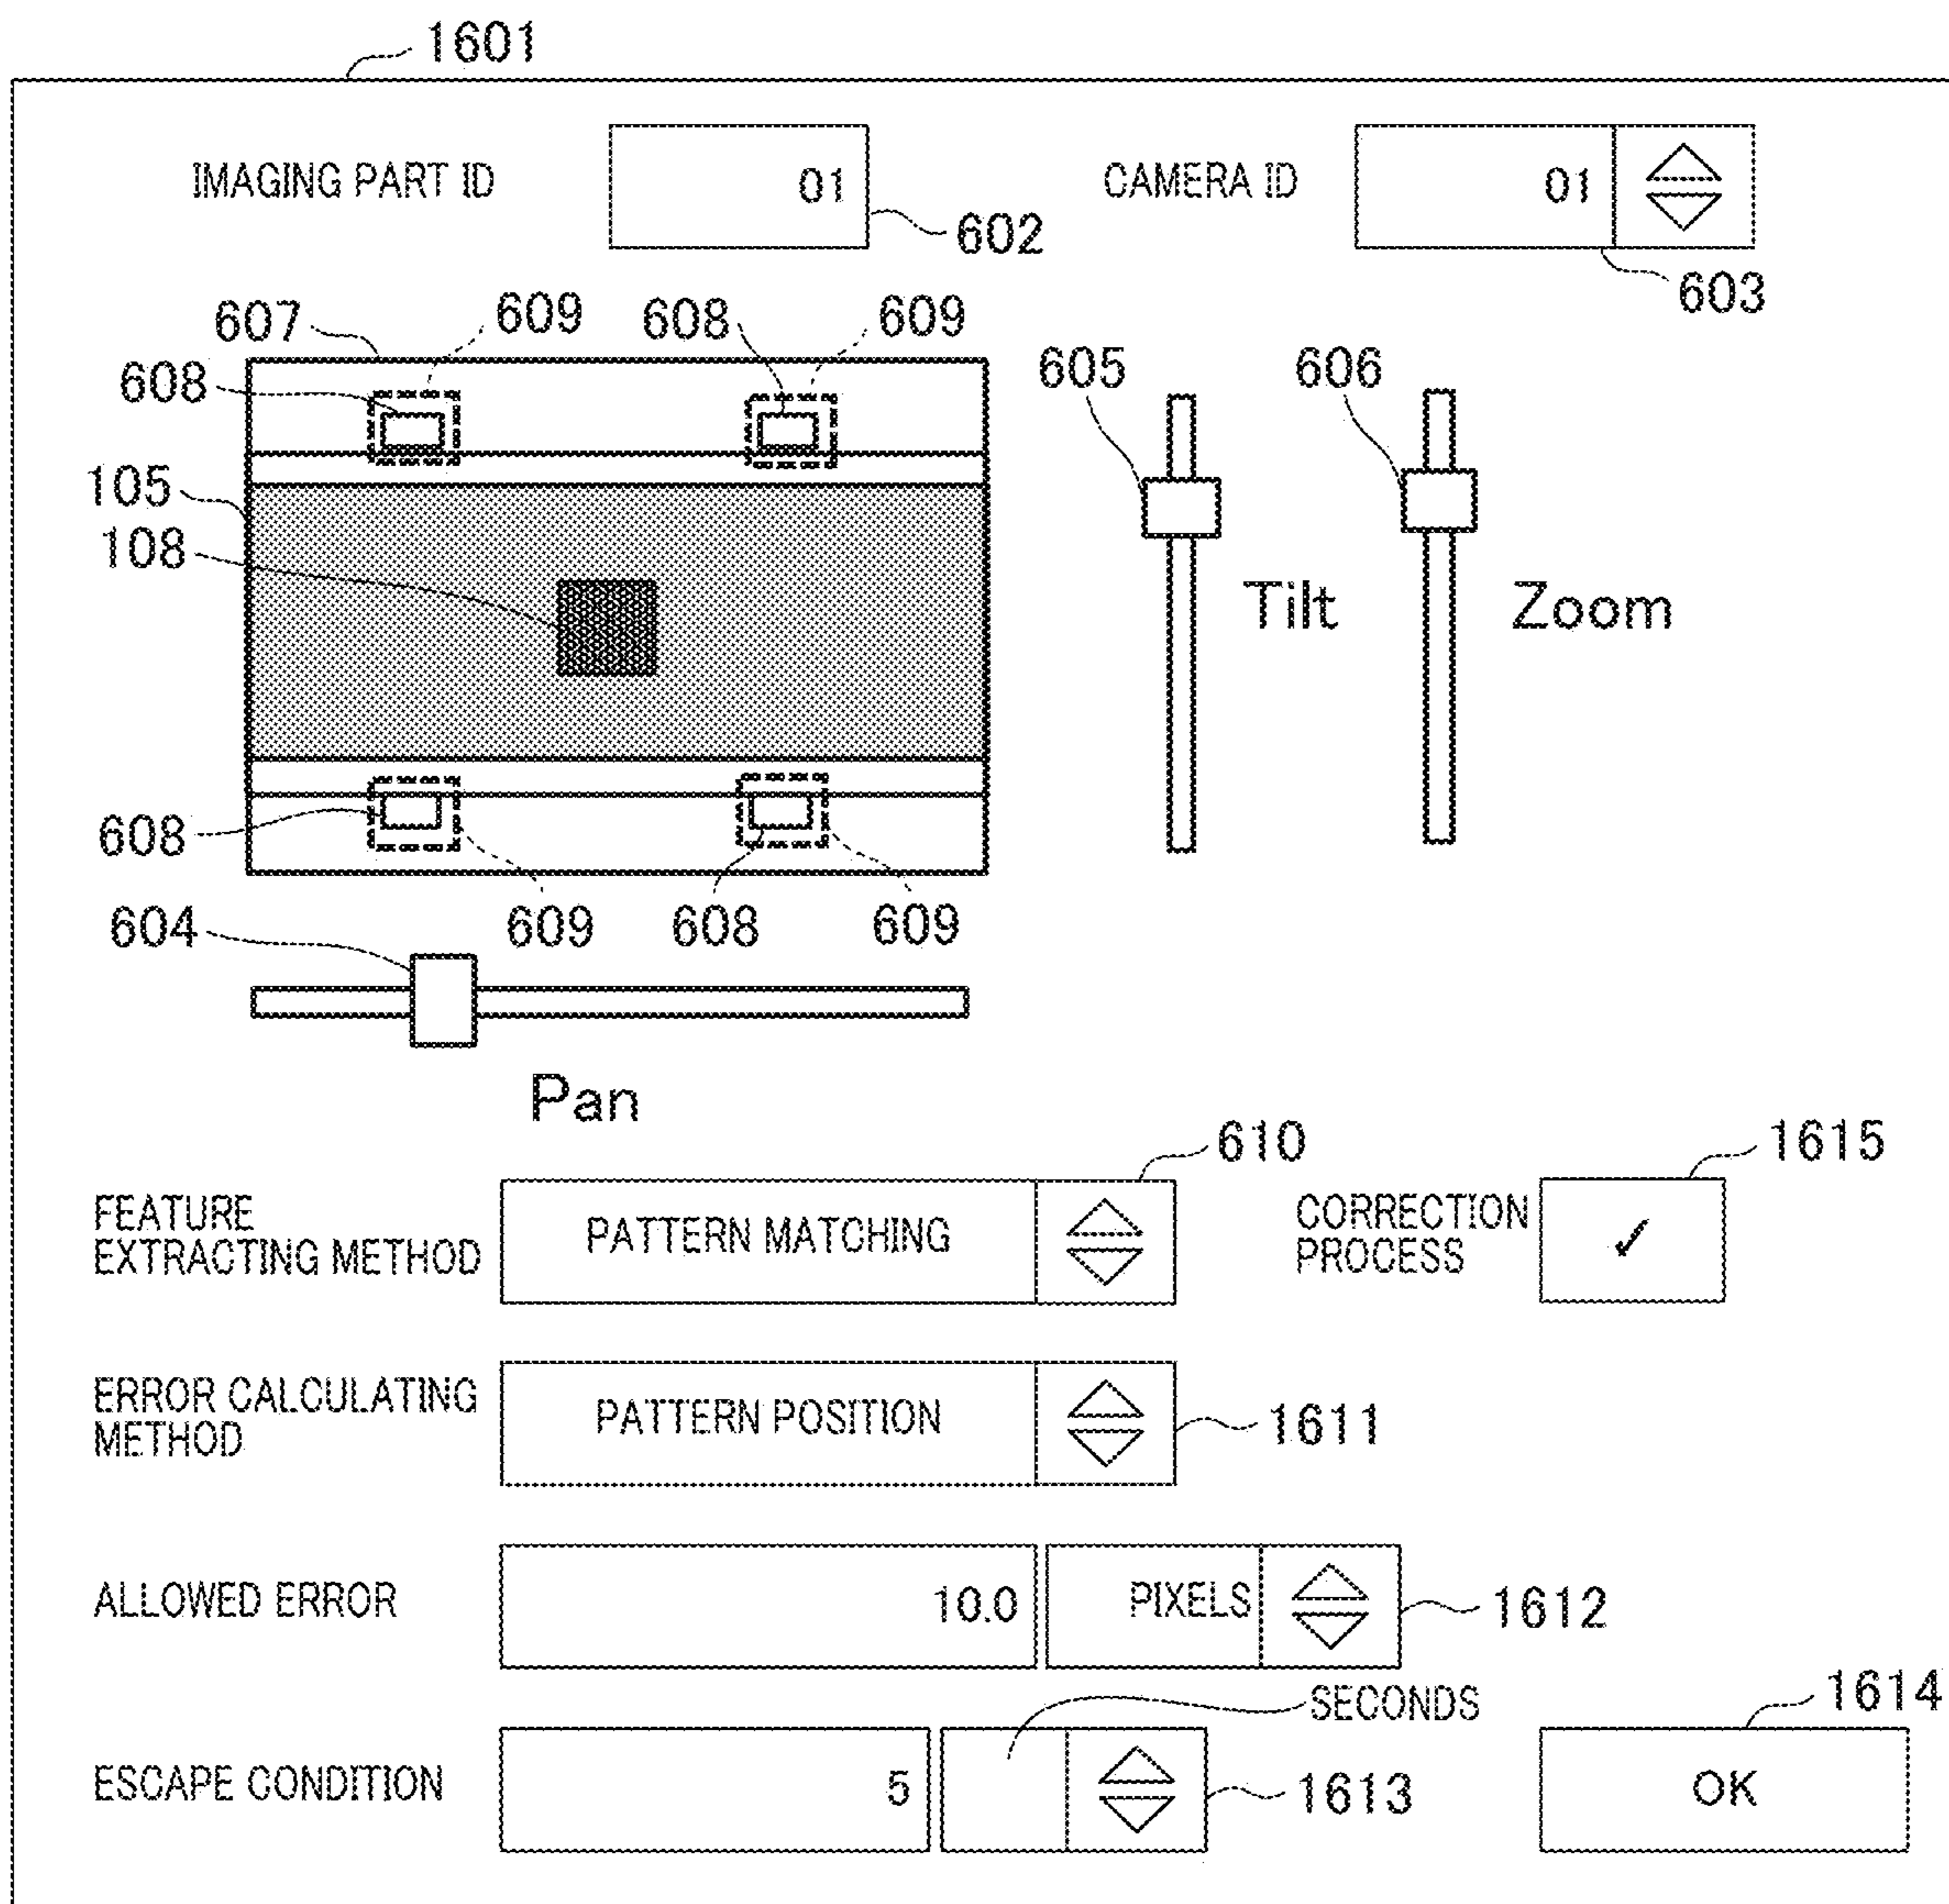 1601
IMAGING PART ID 01 CAMERA ID 01
602
603
607 609 608 609
608 605 606
105
108
Tilt Zoom
608
609 608 609
604
Pan
610 1615
FEATURE
EXTRACTING METHOD PATTERN MATCHING CORRECTION
PROCESS ✓
ERROR CALCULATING
METHOD PATTERN POSITION 1611
ALLOWED ERROR 10.0 PIXELS 1612
SECONDS 1614
ESCAPE CONDITION 5 1613 OK